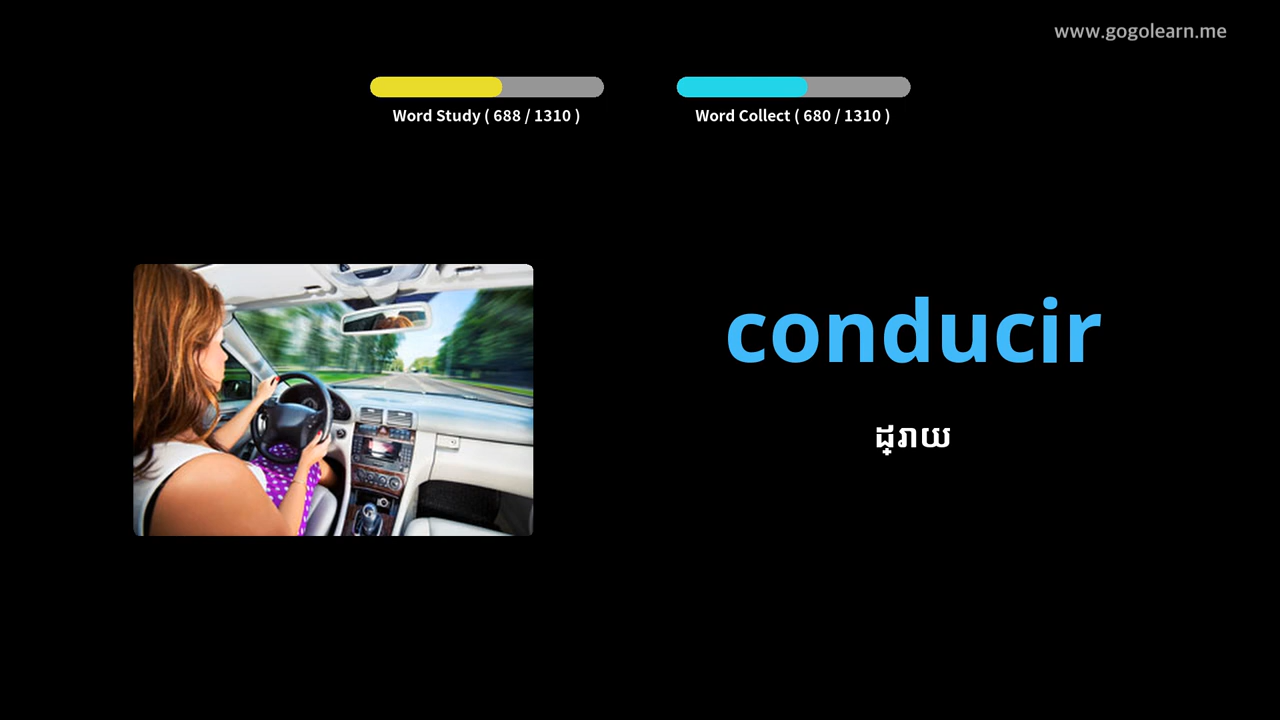 www.gogolearn.me
Word Study ( 688 / 1310 )
Word Collect ( 680 / 1310 )
conducir
ដ្រាយ